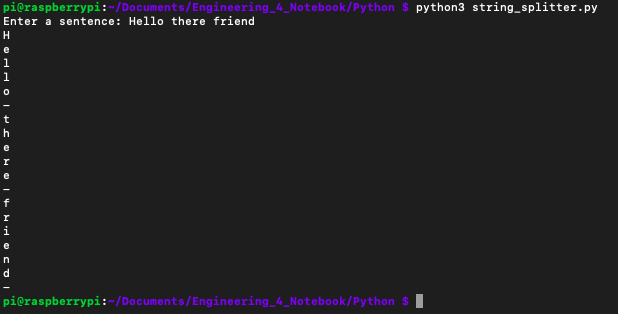 pi@raspberrypi:~/Documents/Engineering_4_Notebook/Python $ python3 string_splitter.py
Enter a sentence: Hello there friend
H
e
l
l
o
-
t
h
e
r
e
-
f
r
i
e
n
d
-
pi@raspberrypi:~/Documents/Engineering_4_Notebook/Python $